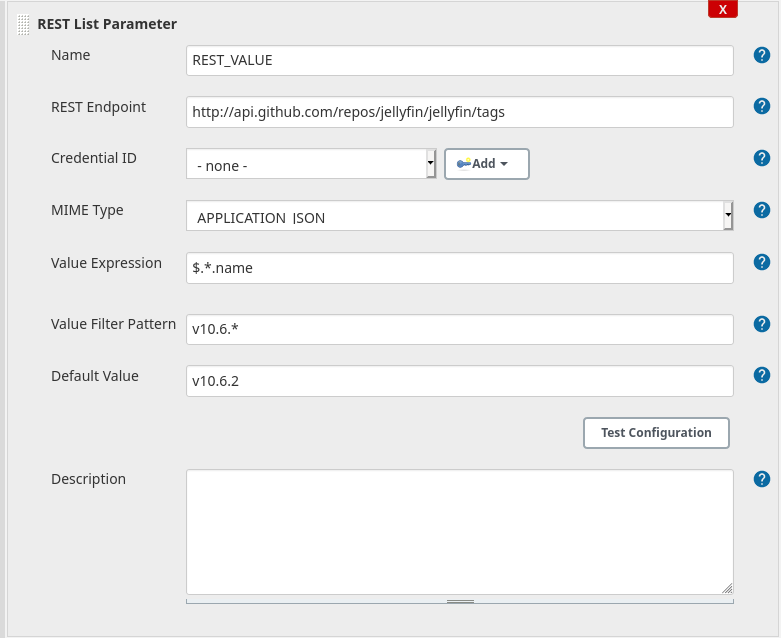 X
REST List Parameter
Name
REST_VALUE
?
REST Endpoint
http://api.github.com/repos/jellyfin/jellyfin/tags
?
Credential ID
- none -
Add
?
MIME Type
APPLICATION_JSON
?
Value Expression
$.*.name
?
Value Filter Pattern
v10.6.*
?
Default Value
v10.6.2
?
Test Configuration
Description
?